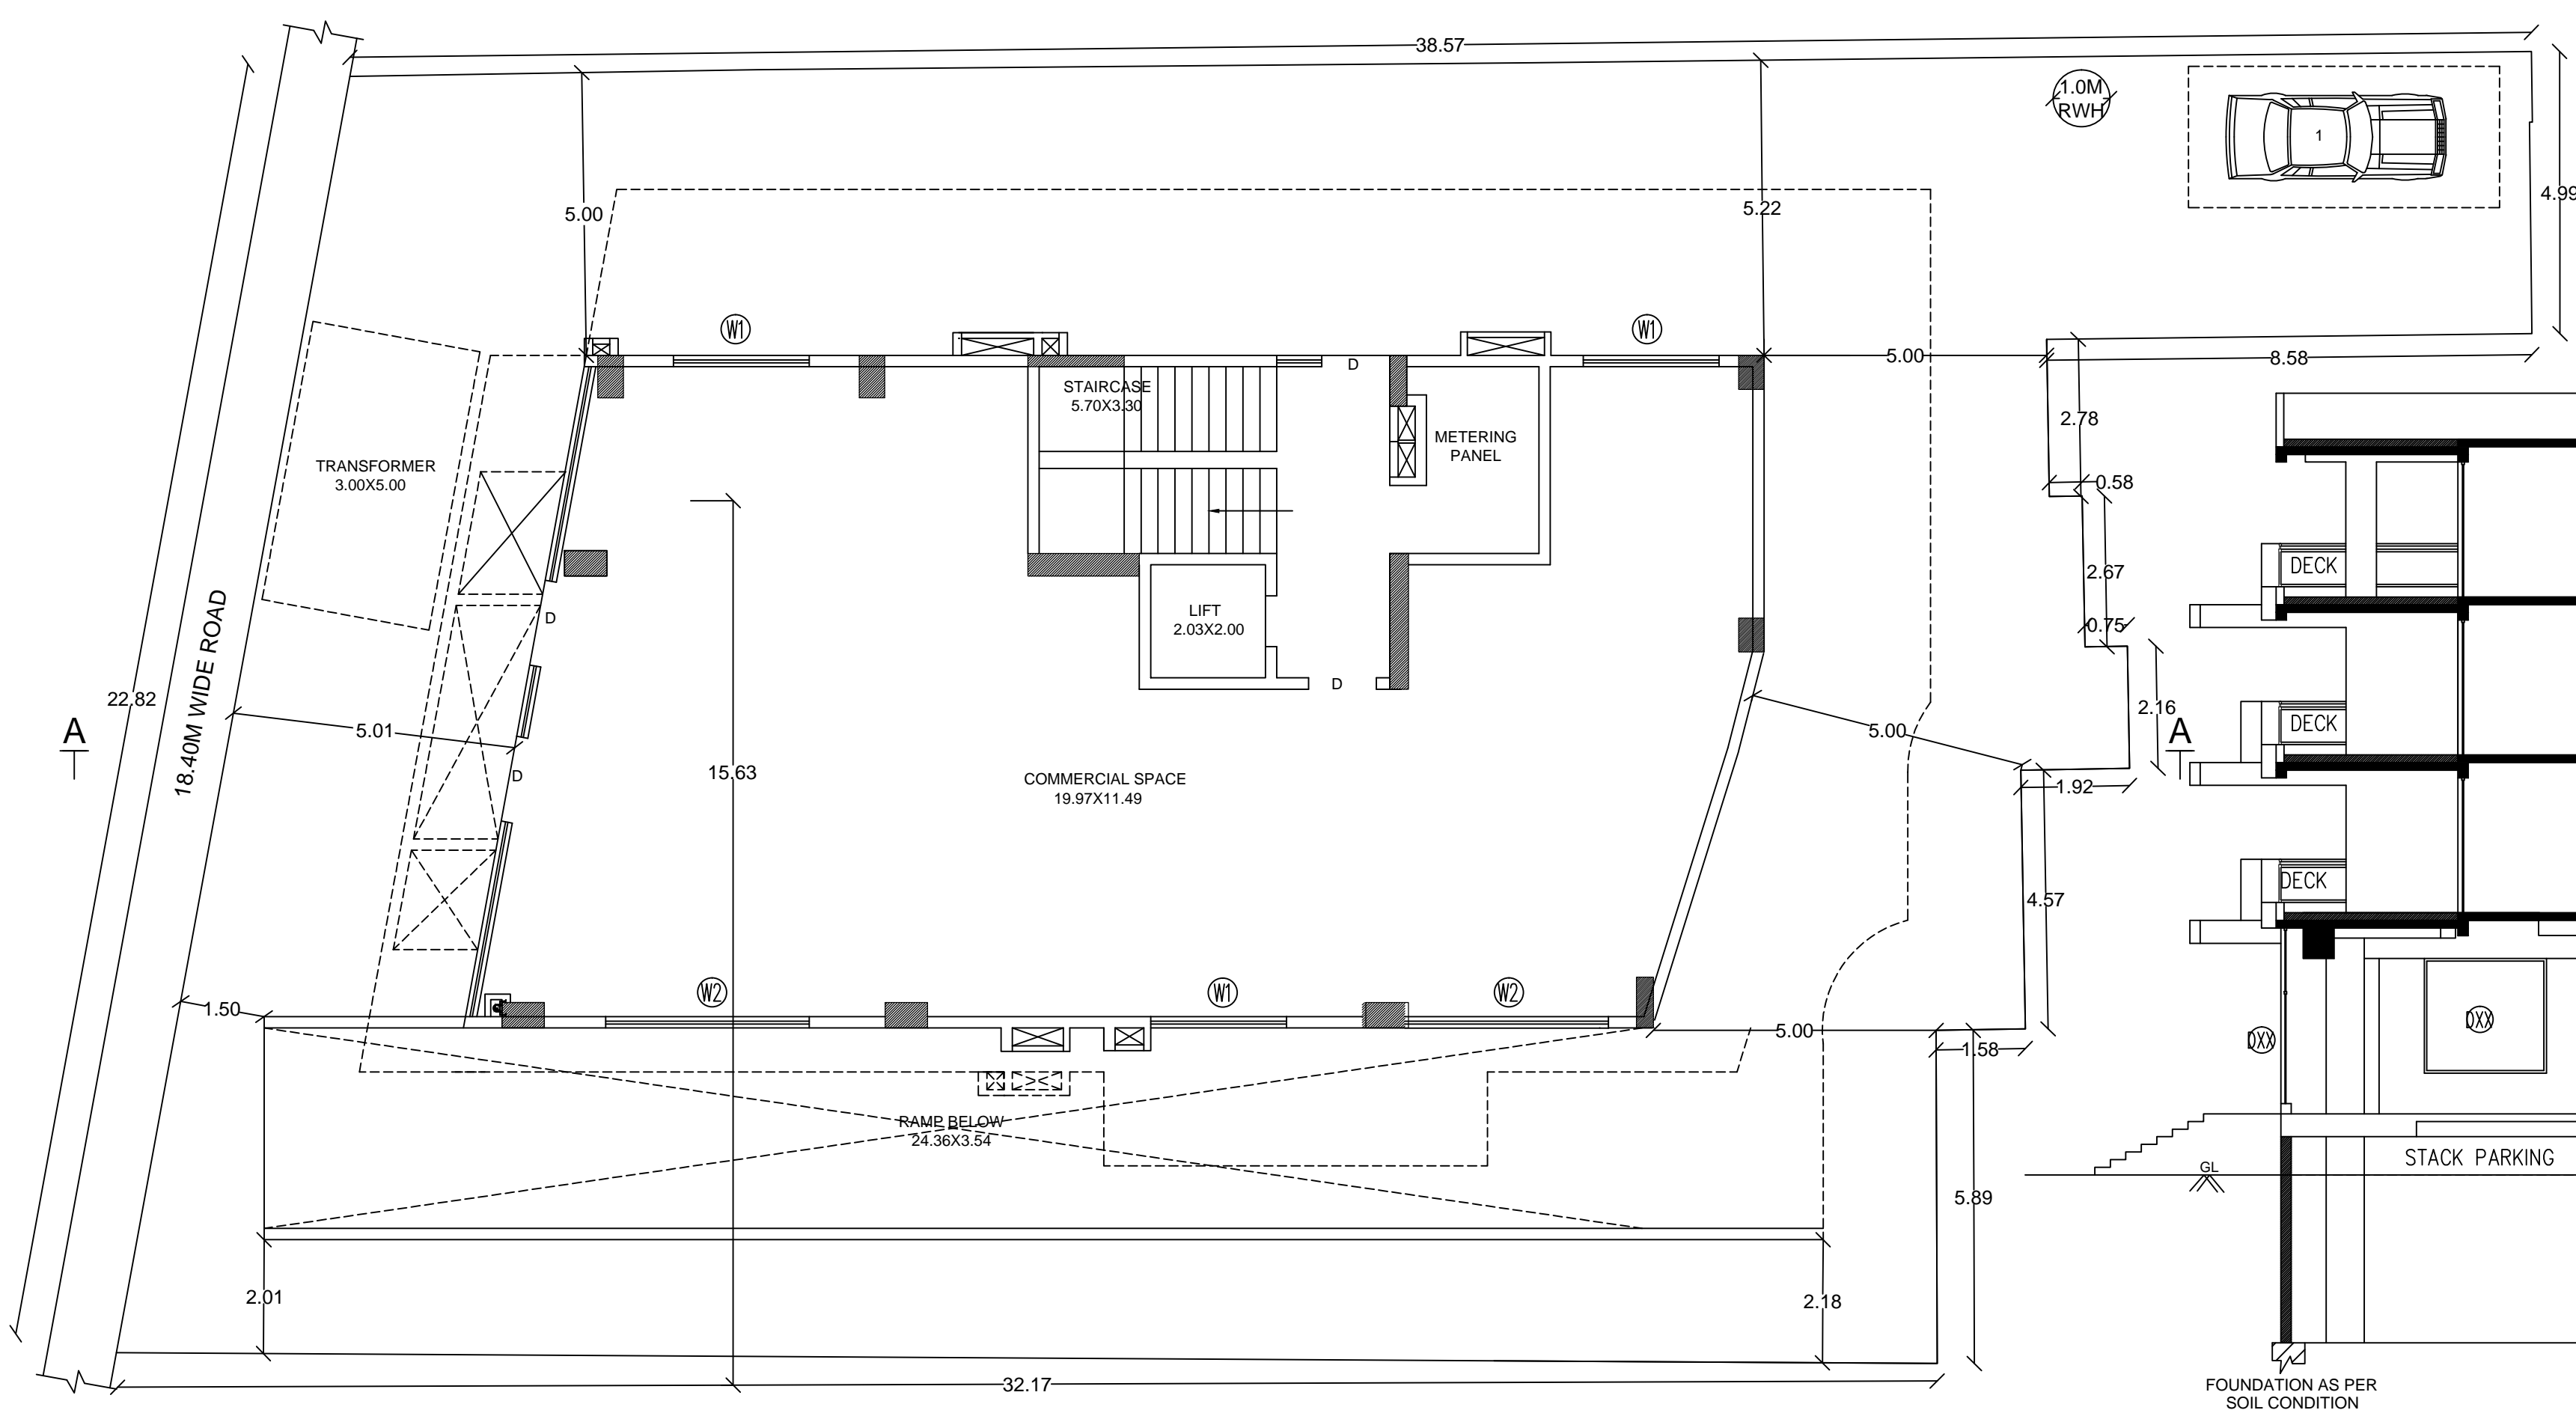 38.57
1.0M
RWH
1
4.99
5.00
5.22
W1
W1
D
5.00
8.58
STAIRCASE
5.70X3.30
METERING
PANEL
2.78
TRANSFORMER
3.00X5.00
0.58
DECK
2.67
LIFT
2.03X2.00
D
0.75
D
22.82
18.40M WIDE ROAD
A
5.01
5.00
2.16
A
DECK
15.63
D
COMMERCIAL SPACE
19.97X11.49
1.92
DECK
4.57
W2
W1
W2
1.50
5.00
1.58
DXX
DXX
RAMP BELOW
24.36X3.54
STACK PARKING
GL
5.89
2.01
2.18
32.17
FOUNDATION AS PER
SOIL CONDITION